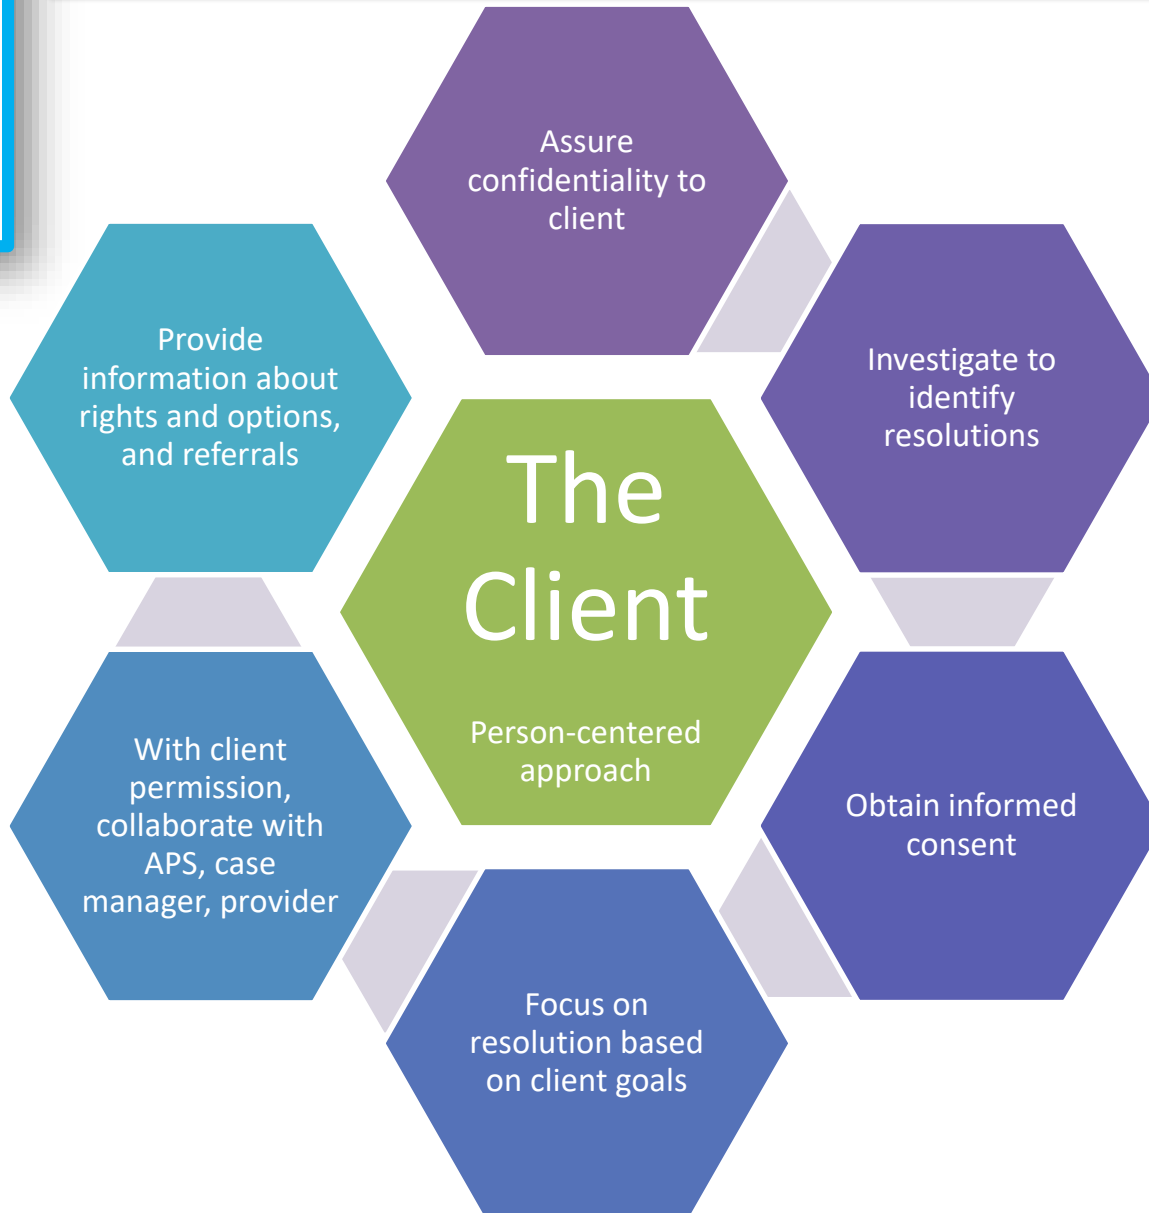 Assure
confidentiality to
client
Investigate to
identify
resolutions
Obtain informed
consent
Focus on
resolution based
on client goals
With client
permission,
collaborate with
APS, case
manager, provider
Provide
information about
rights and options,
and referrals
The
Client
Person-centered
approach